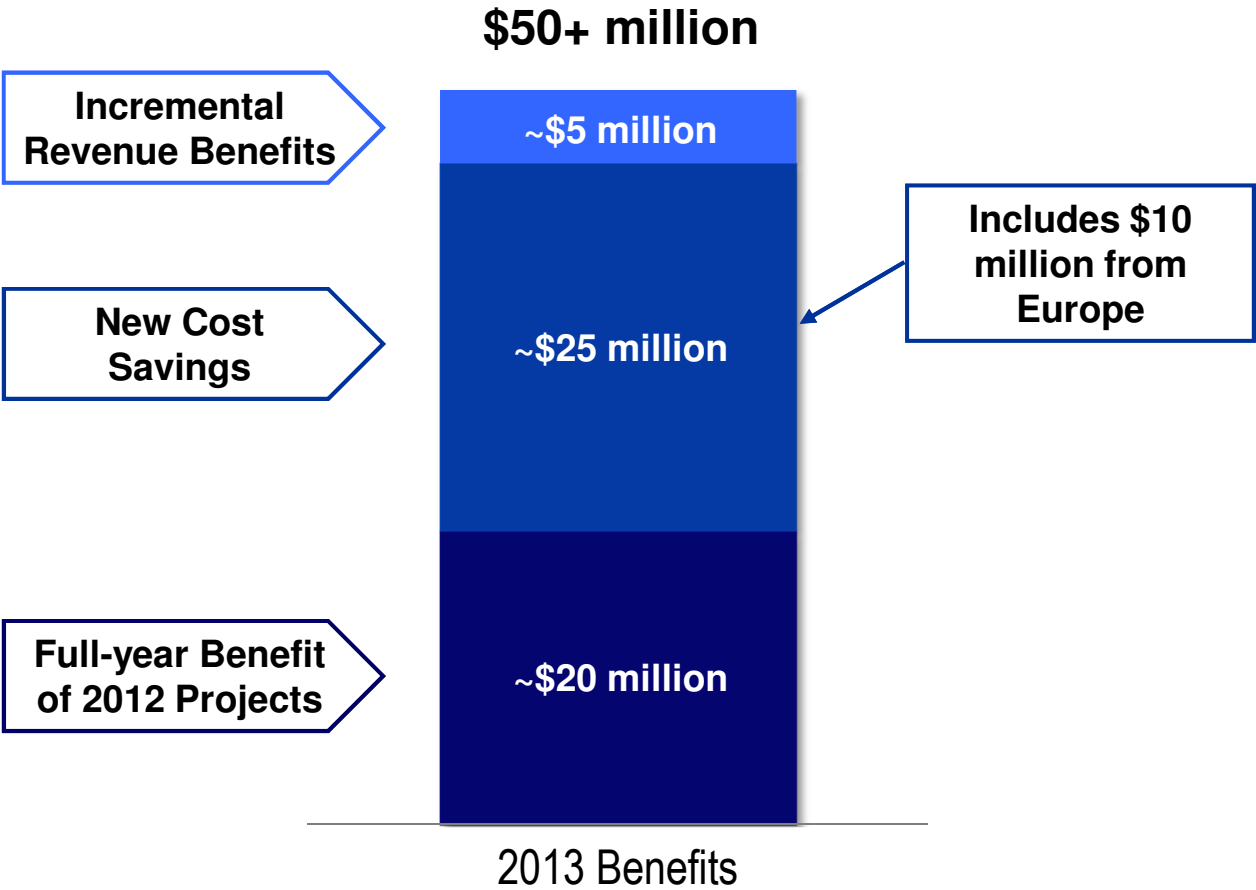 $50+ million
Incremental
Revenue Benefits
~$5 million
Includes $10
million from
Europe
New Cost
Savings
~$25 million
Full-year Benefit
of 2012 Projects
~$20 million
2013 Benefits